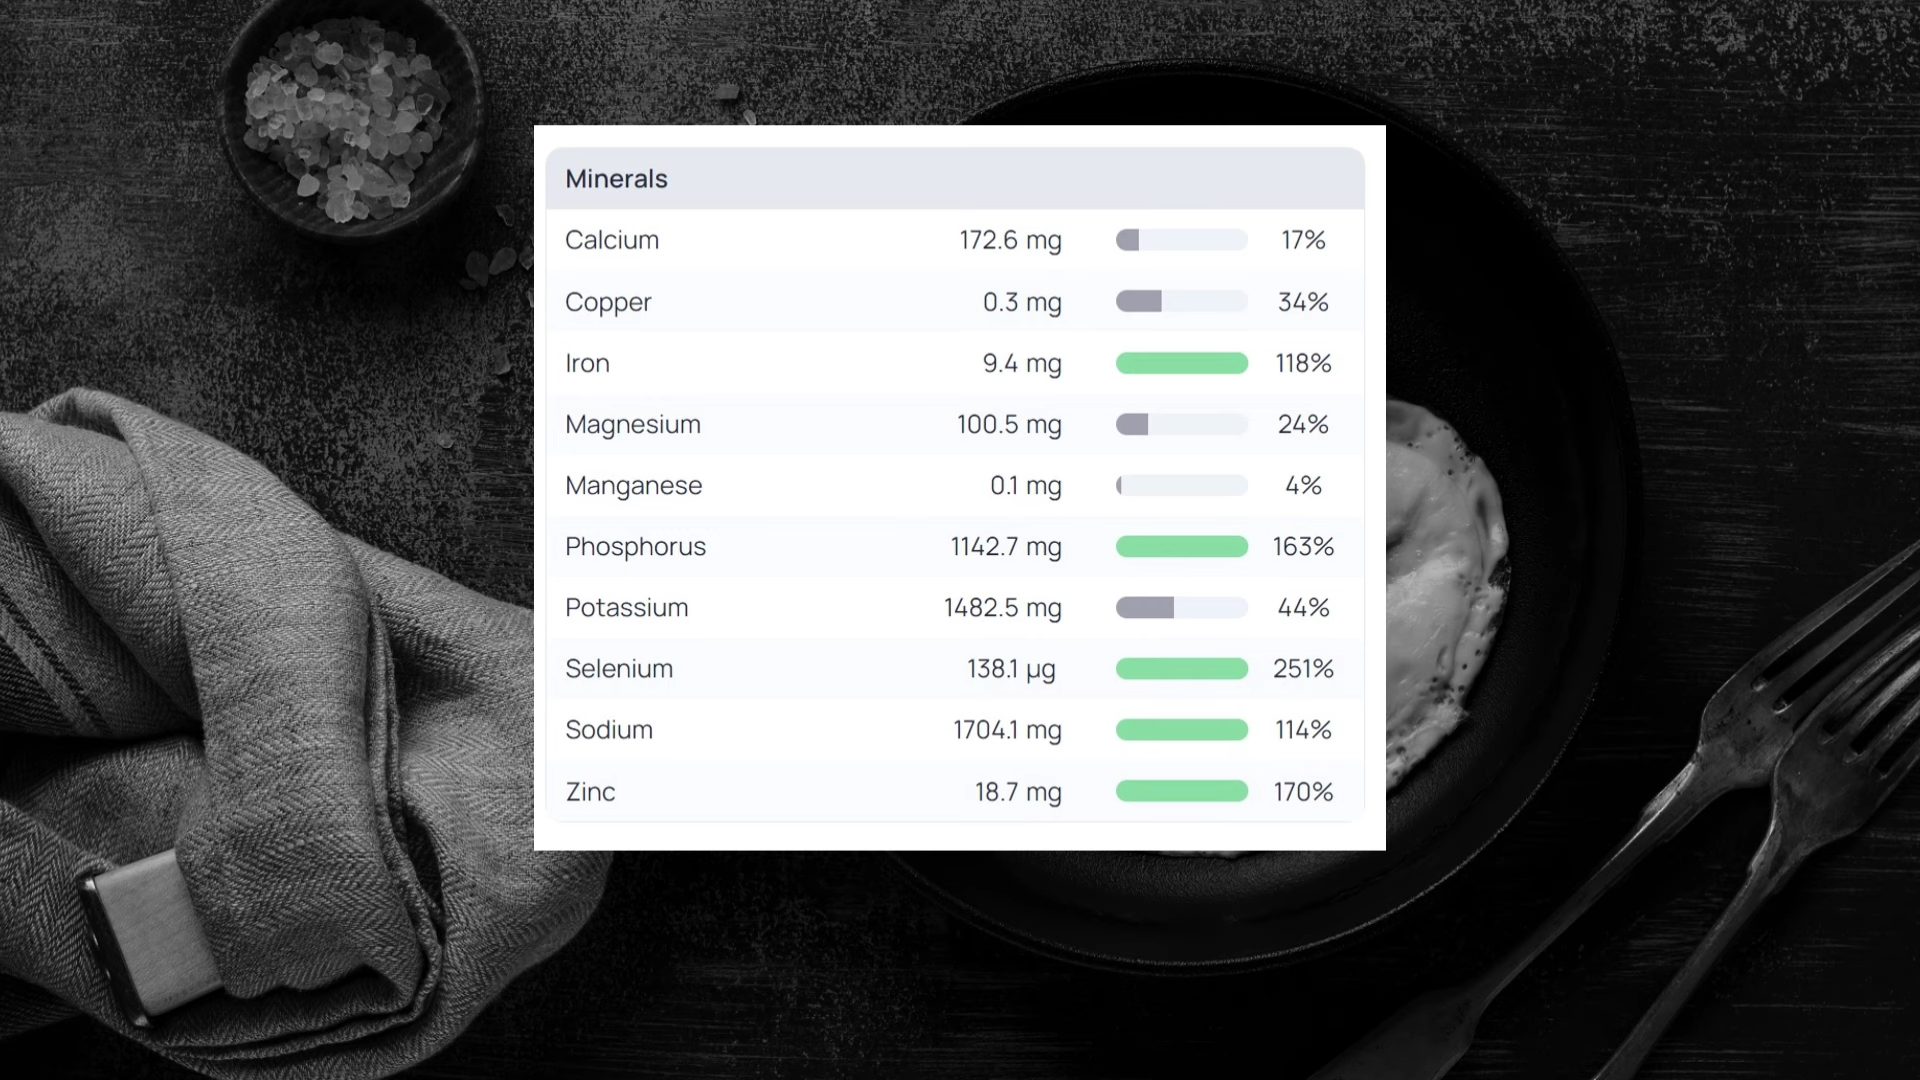 Minerals
Calcium 172.6 mg 17%
Copper 0.3 mg 34%
Iron 9.4 mg 118%
Magnesium 100.5 mg 24%
Manganese 0.1 mg 4%
Phosphorus 1142.7 mg 163%
Potassium 1482.5 mg 44%
Selenium 138.1 µg 251%
Sodium 1704.1 mg 114%
Zinc 18.7 mg 170%